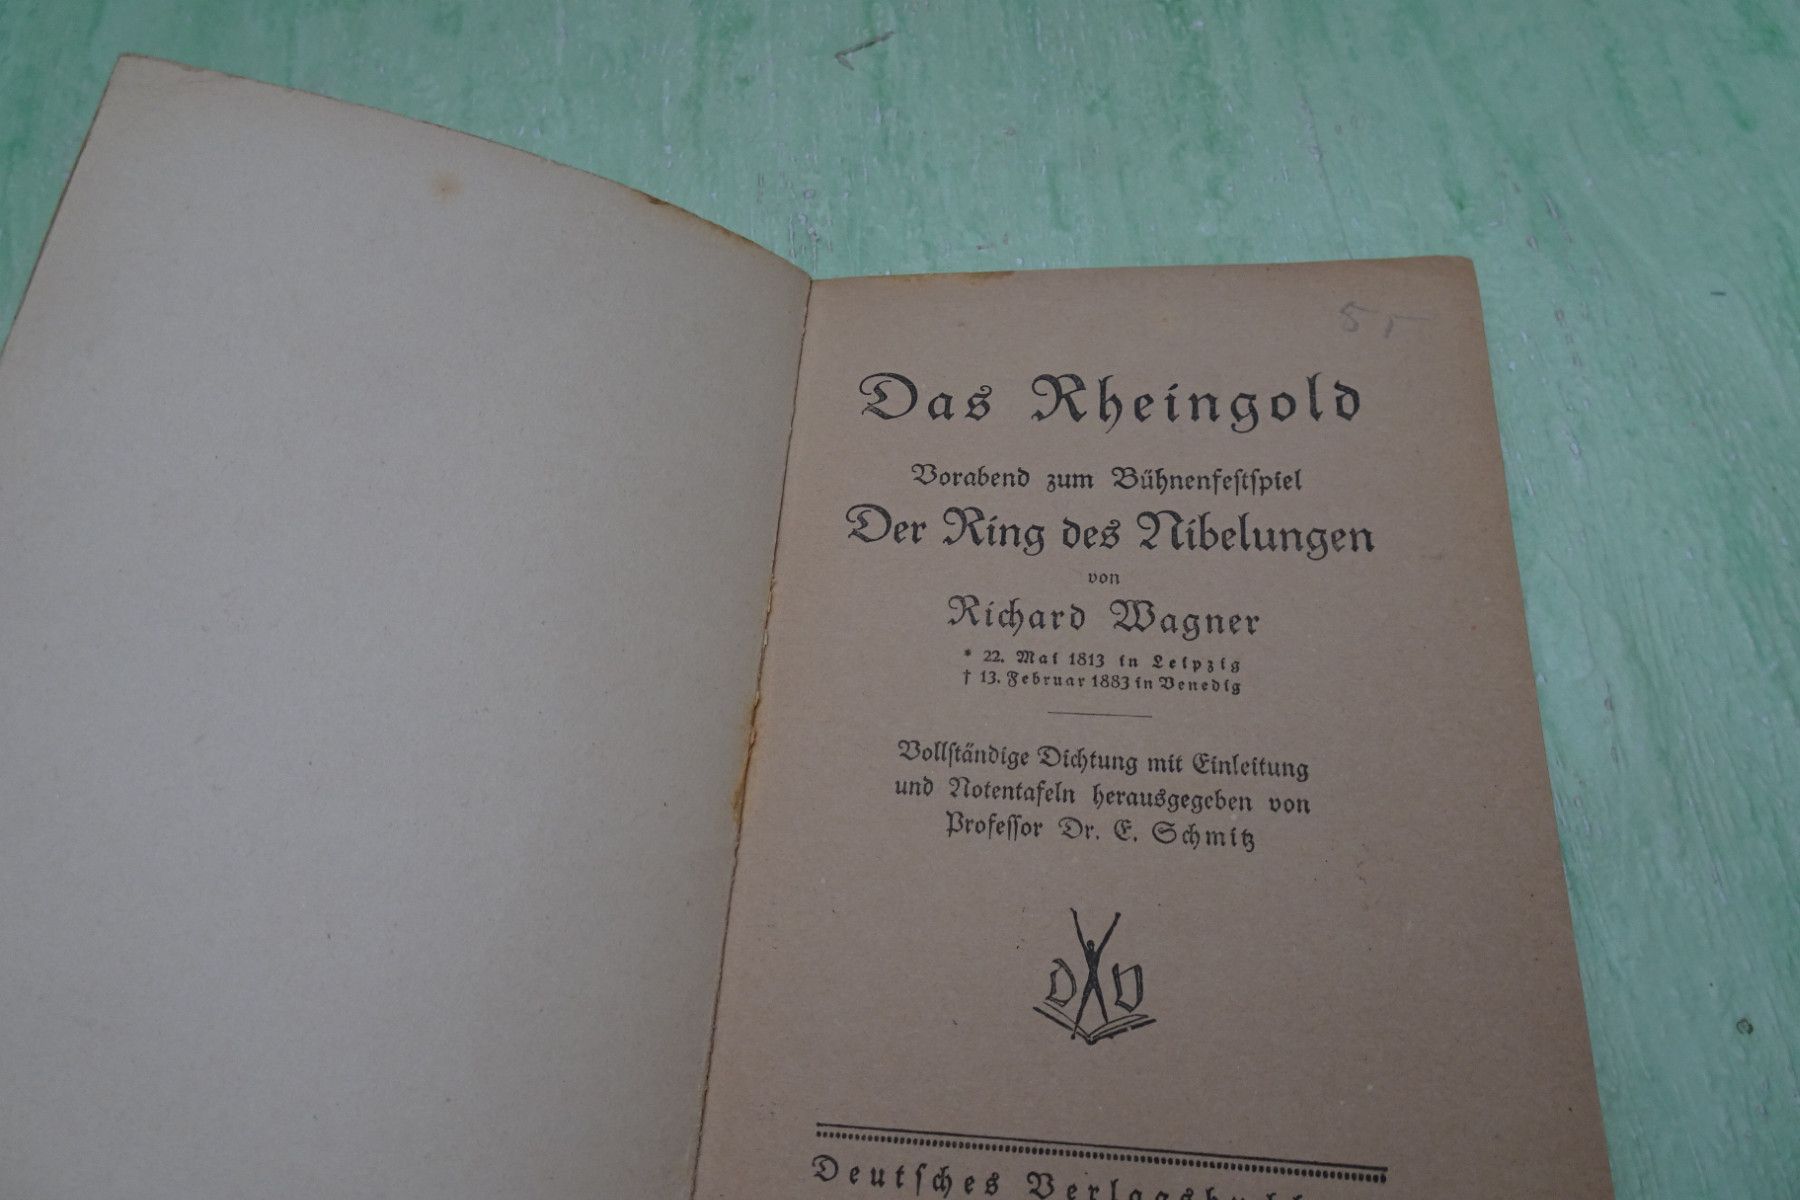 Das Rheingold
Vorabend zum Bühnenfestspiel
Der Ring des Nibelungen
von
Richard Wagner
* 22. Mai 1813 in Leipzig
† 13. Februar 1883 in Venedig
Vollständige Dichtung mit Einleitung
und Notentafeln herausgegeben von
Professor Dr. E. Schmitz
D V
Deutsches